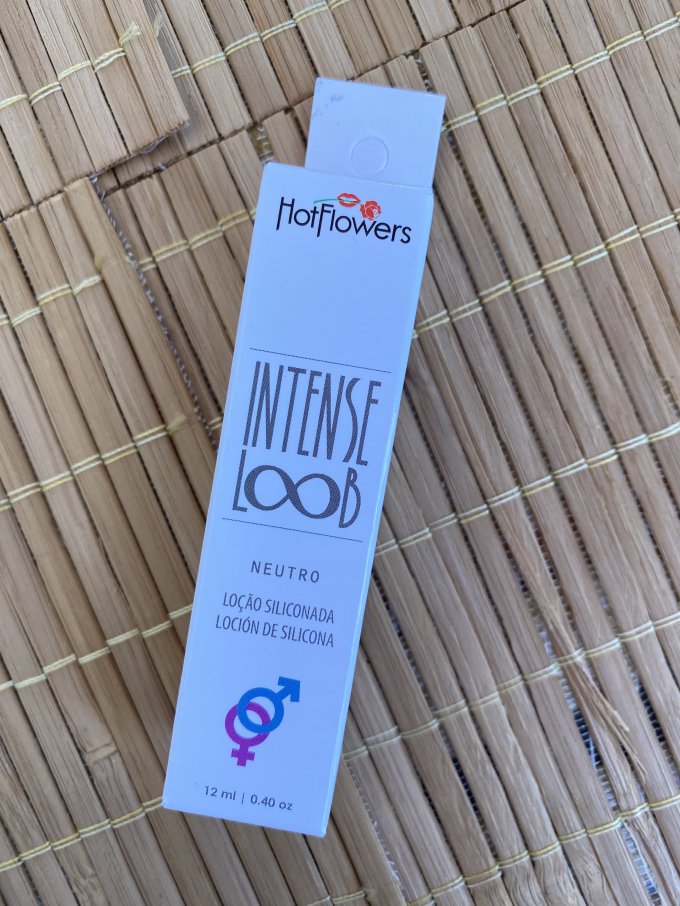 HotFlowers
INTENSE
LOOB
NEUTRO
LOÇÃO SILICONADA
LOCIÓN DE SILICONA
12 ml | 0.40 oz